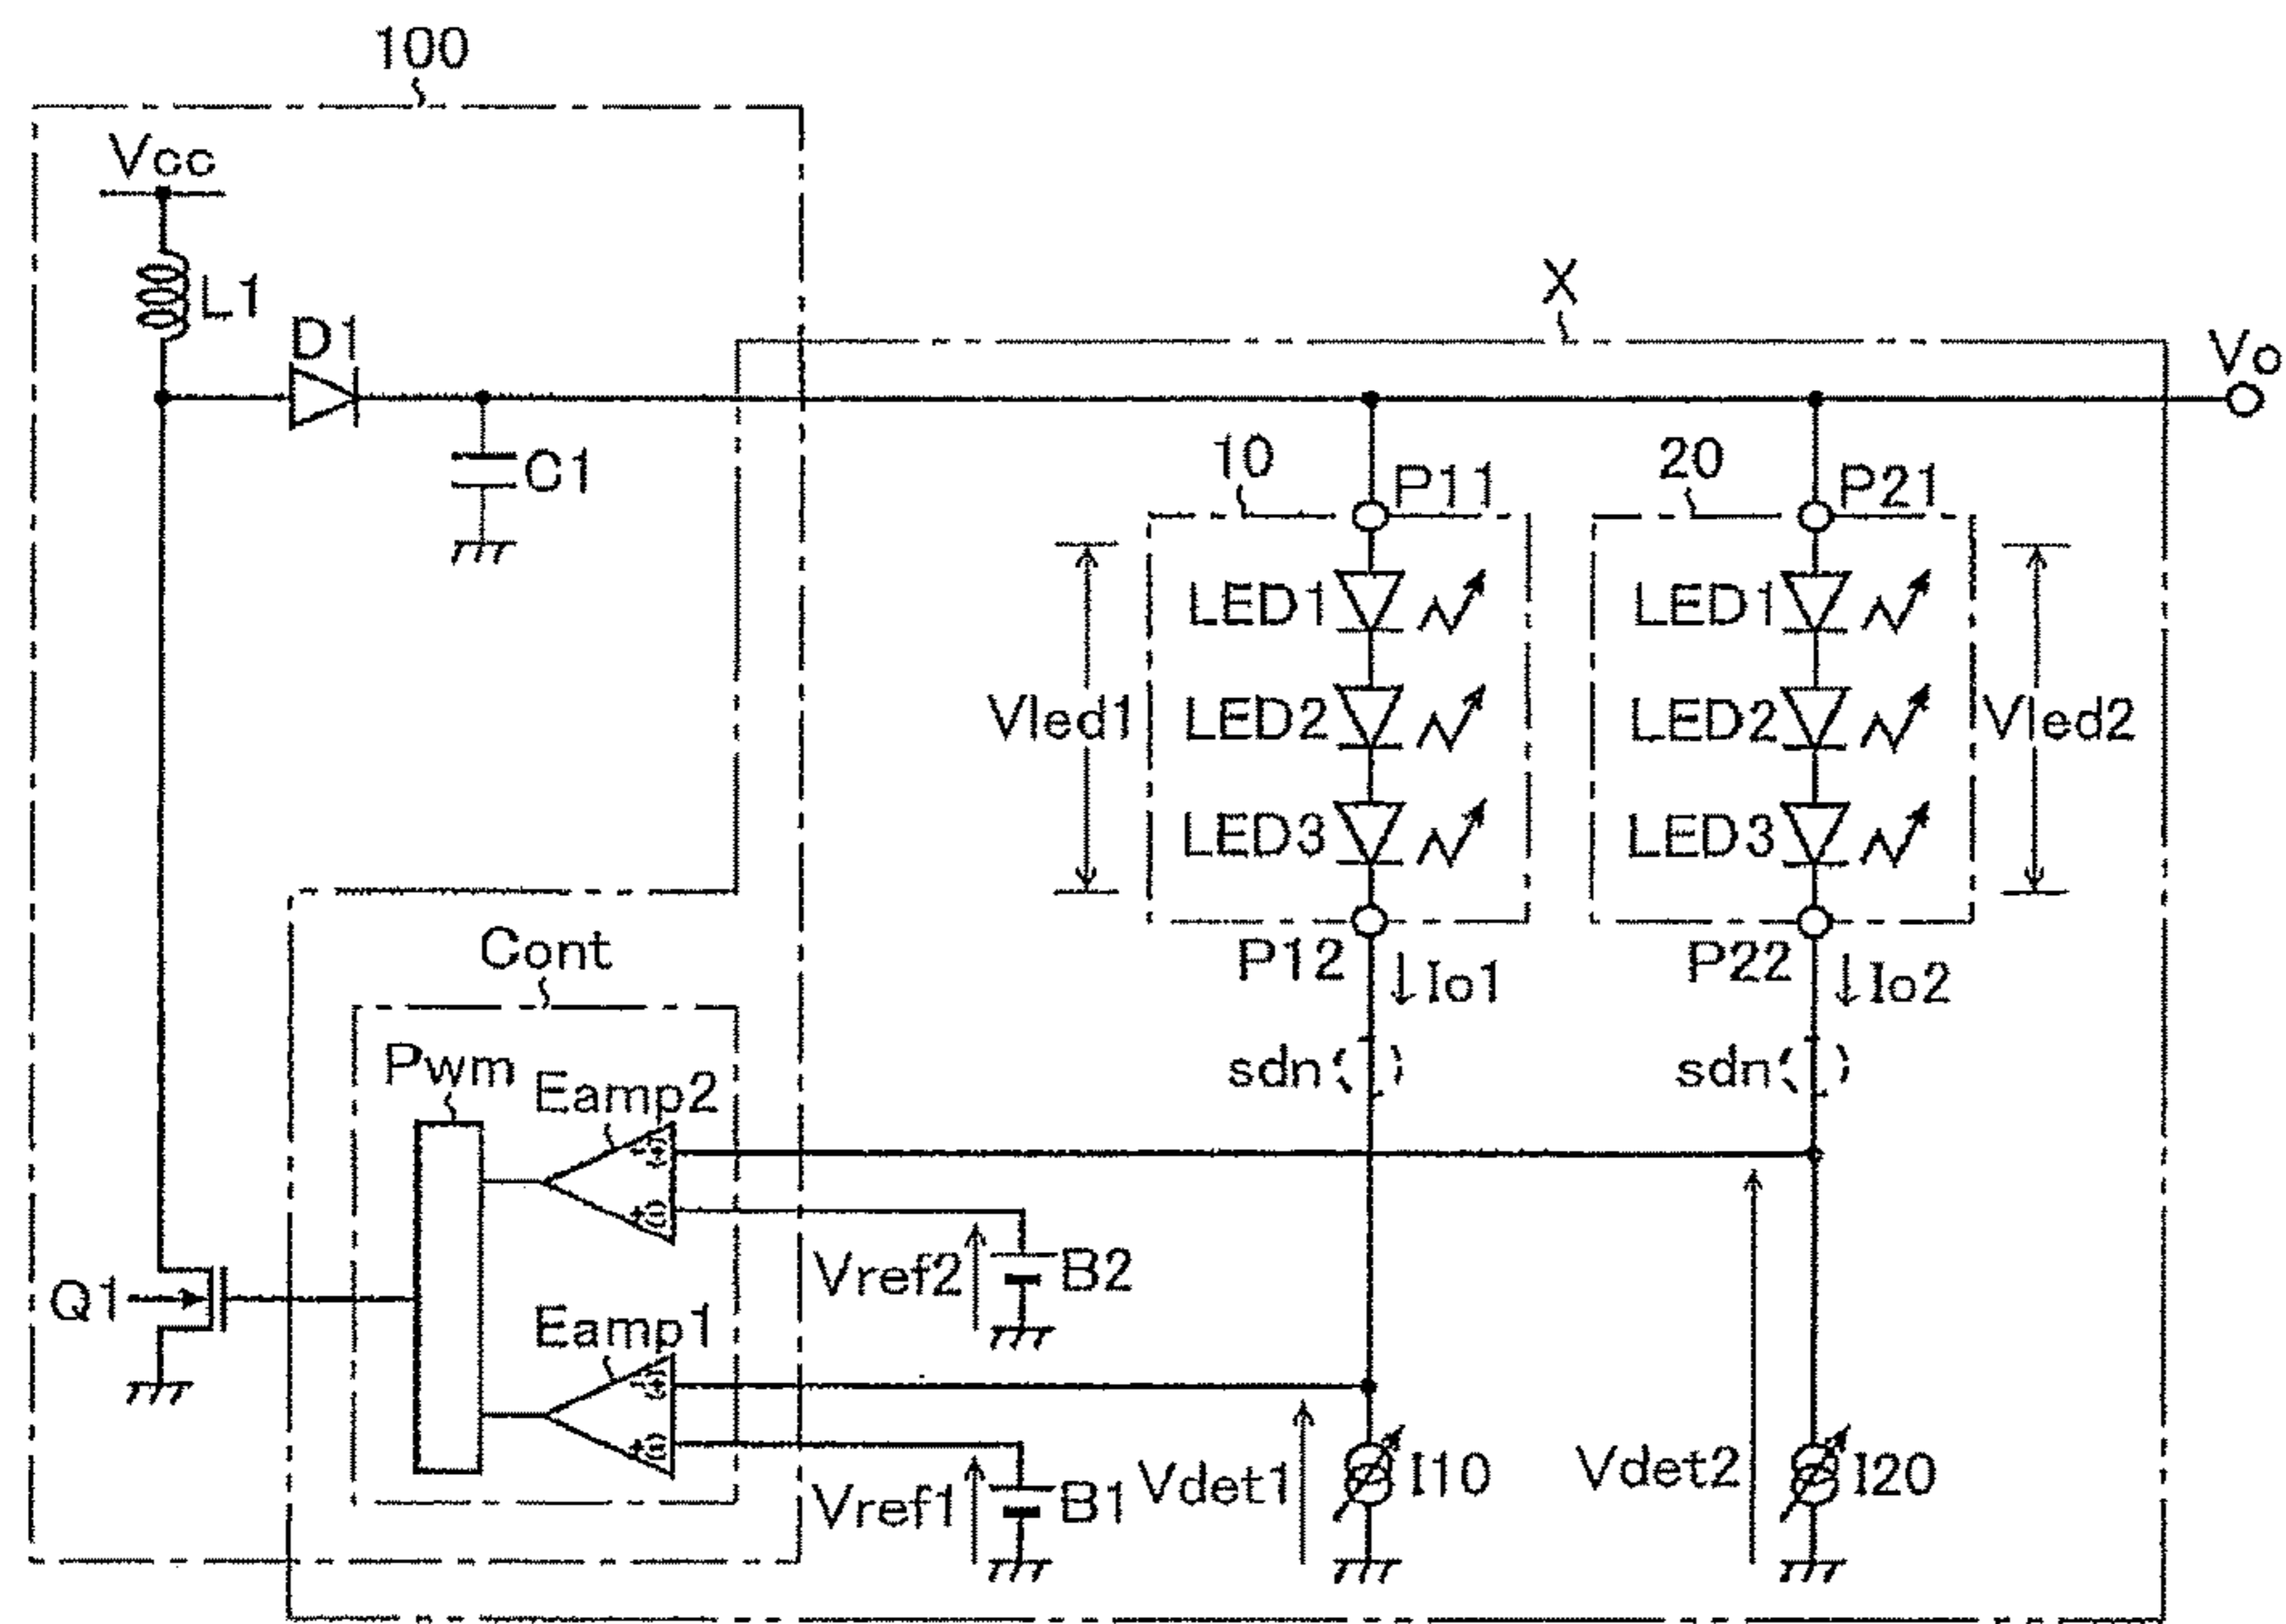 100
Vcc
L1
D1
C1
X
Vo
10
P11
20
P21
LED1
LED2
LED3
Vled1
LED1
LED2
LED3
Vled2
P12
Io1
P22
Io2
sdn
sdn
Cont
Pwm
Eamp2
Q1
Vref2
B2
Eamp1
Vref1
B1
Vdet1
I10
Vdet2
I20